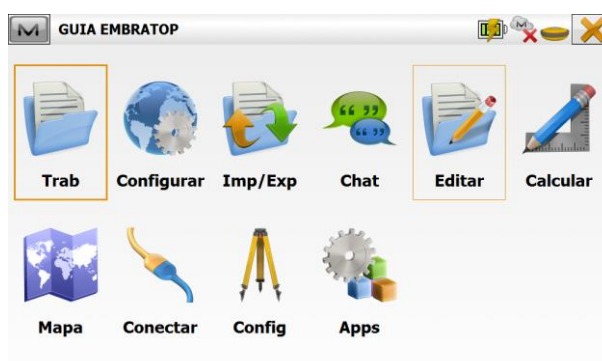 GUIA EMBRATOP
Trab Configurar Imp/Exp Chat Editar Calcular
Mapa Conectar Config Apps